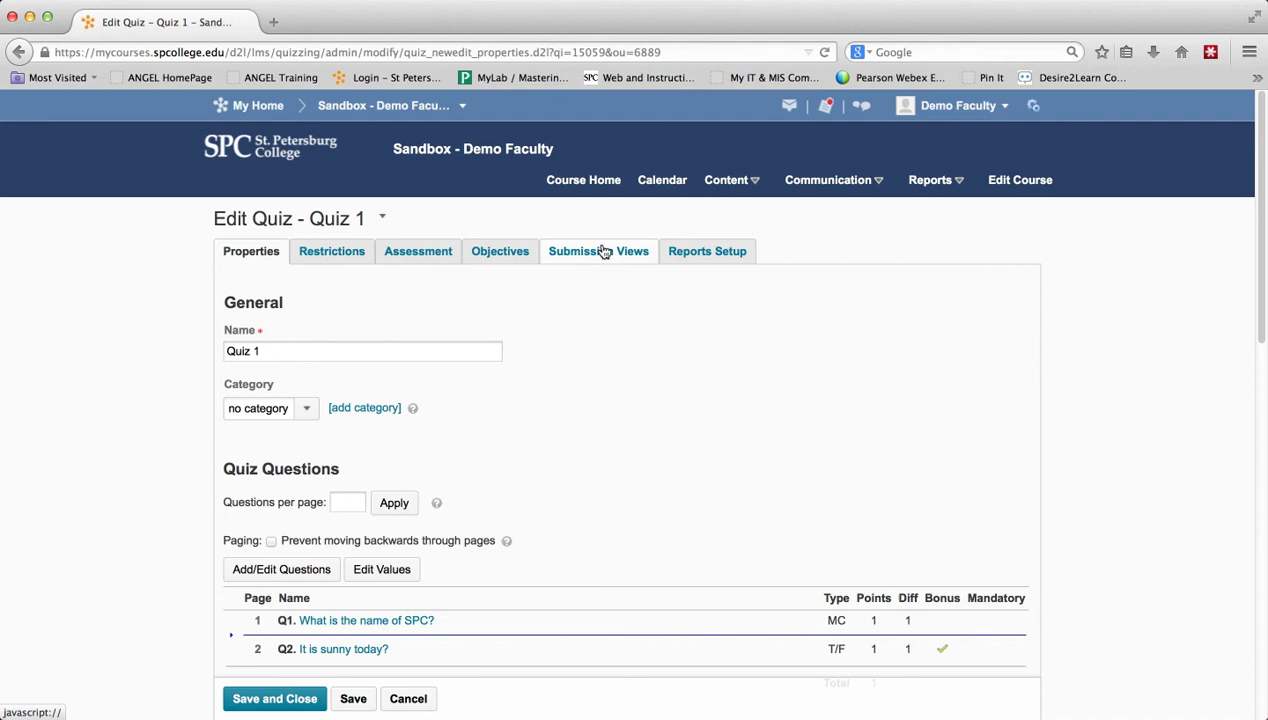 Edit Quiz - Quiz 1 - Sand...
https://mycourses.spcollege.edu/d2l/lms/quizzing/admin/modify/quiz_newedit_properties.d2l?qi=15059&ou=6889
Google
Most Visited ANGEL HomePage ANGEL Training Login - St Peters... MyLab / Masterin... SPC Web and Instructi... My IT & MIS Com... Pearson Webex E... Pin It Desire2Learn Co...
My Home Sandbox - Demo Facu... Demo Faculty
SPC St. Petersburg College Sandbox - Demo Faculty
Course Home Calendar Content Communication Reports Edit Course
Edit Quiz - Quiz 1
Properties Restrictions Assessment Objectives Submission Views Reports Setup
General
Name *
Quiz 1
Category
no category [add category] ?
Quiz Questions
Questions per page: Apply ?
Paging: Prevent moving backwards through pages ?
Add/Edit Questions Edit Values
Page Name Type Points Diff Bonus Mandatory
1 Q1. What is the name of SPC? MC 1 1
2 Q2. It is sunny today? T/F 1 1
Total 1
Save and Close Save Cancel
javascript://